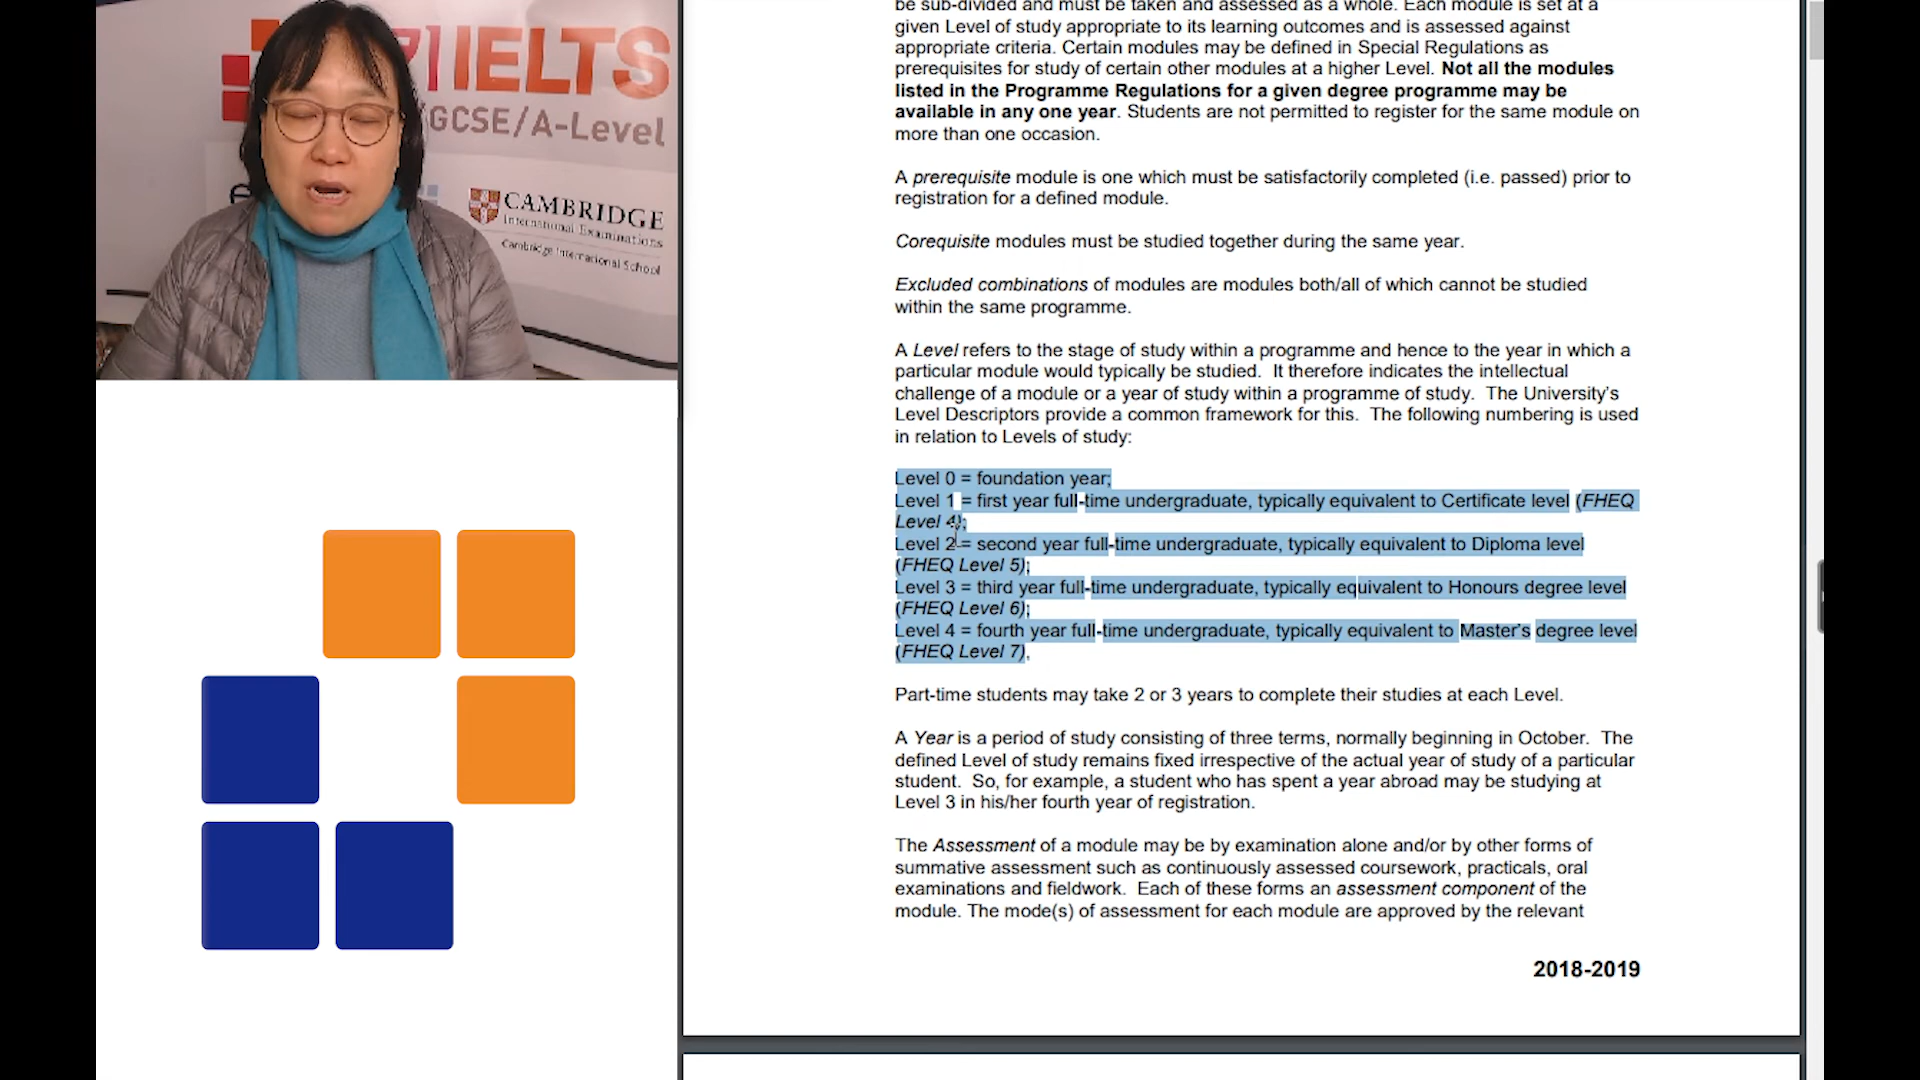 IELTS
GCSE/A-Level
CAMBRIDGE
International Examinations
Cambridge International School
be sub-divided and must be taken and assessed as a whole. Each module is set at a
given Level of study appropriate to its learning outcomes and is assessed against
appropriate criteria. Certain modules may be defined in Special Regulations as
prerequisites for study of certain other modules at a higher Level. Not all the modules
listed in the Programme Regulations for a given degree programme may be
available in any one year. Students are not permitted to register for the same module on
more than one occasion.
A prerequisite module is one which must be satisfactorily completed (i.e. passed) prior to
registration for a defined module.
Corequisite modules must be studied together during the same year.
Excluded combinations of modules are modules both/all of which cannot be studied
within the same programme.
A Level refers to the stage of study within a programme and hence to the year in which a
particular module would typically be studied. It therefore indicates the intellectual
challenge of a module or a year of study within a programme of study. The University's
Level Descriptors provide a common framework for this. The following numbering is used
in relation to Levels of study:
Level 0 = foundation year;
Level 1 = first year full-time undergraduate, typically equivalent to Certificate level (FHEQ
Level 4);
Level 2 = second year full-time undergraduate, typically equivalent to Diploma level
(FHEQ Level 5);
Level 3 = third year full-time undergraduate, typically equivalent to Honours degree level
(FHEQ Level 6);
Level 4 = fourth year full-time undergraduate, typically equivalent to Master's degree level
(FHEQ Level 7),
Part-time students may take 2 or 3 years to complete their studies at each Level.
A Year is a period of study consisting of three terms, normally beginning in October. The
defined Level of study remains fixed irrespective of the actual year of study of a particular
student. So, for example, a student who has spent a year abroad may be studying at
Level 3 in his/her fourth year of registration.
The Assessment of a module may be by examination alone and/or by other forms of
summative assessment such as continuously assessed coursework, practicals, oral
examinations and fieldwork. Each of these forms an assessment component of the
module. The mode(s) of assessment for each module are approved by the relevant
2018-2019